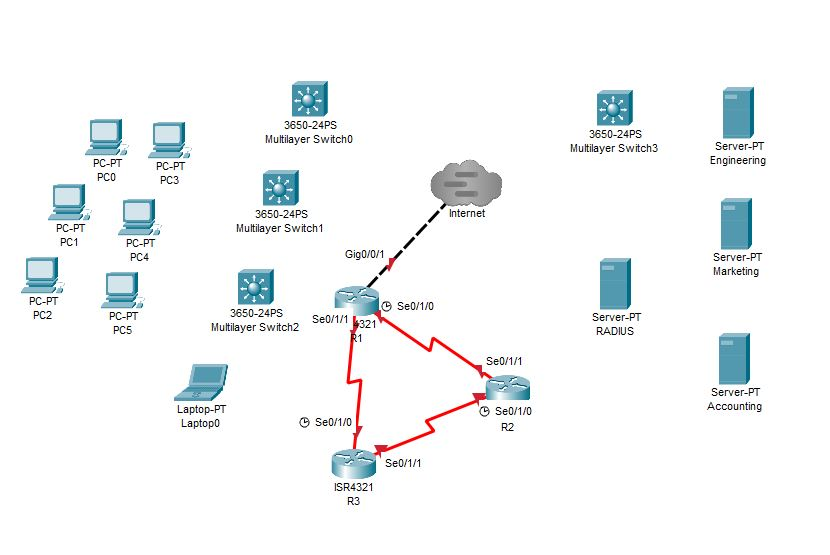 3650-24PS
Multilayer Switch0
3650-24PS
Multilayer Switch3
Server-PT
Engineering
PC-PT
PC0
PC-PT
PC3
3650-24PS
Multilayer Switch1
Internet
PC-PT
PC1
PC-PT
PC4
Server-PT
Marketing
Gig0/0/1
PC-PT
PC2
PC-PT
PC5
3650-24PS
Multilayer Switch2
Se0/1/0
Se0/1/1
4321
R1
Server-PT
RADIUS
Se0/1/1
Server-PT
Accounting
Laptop-PT
Laptop0
Se0/1/0
R2
Se0/1/0
Se0/1/1
ISR4321
R3